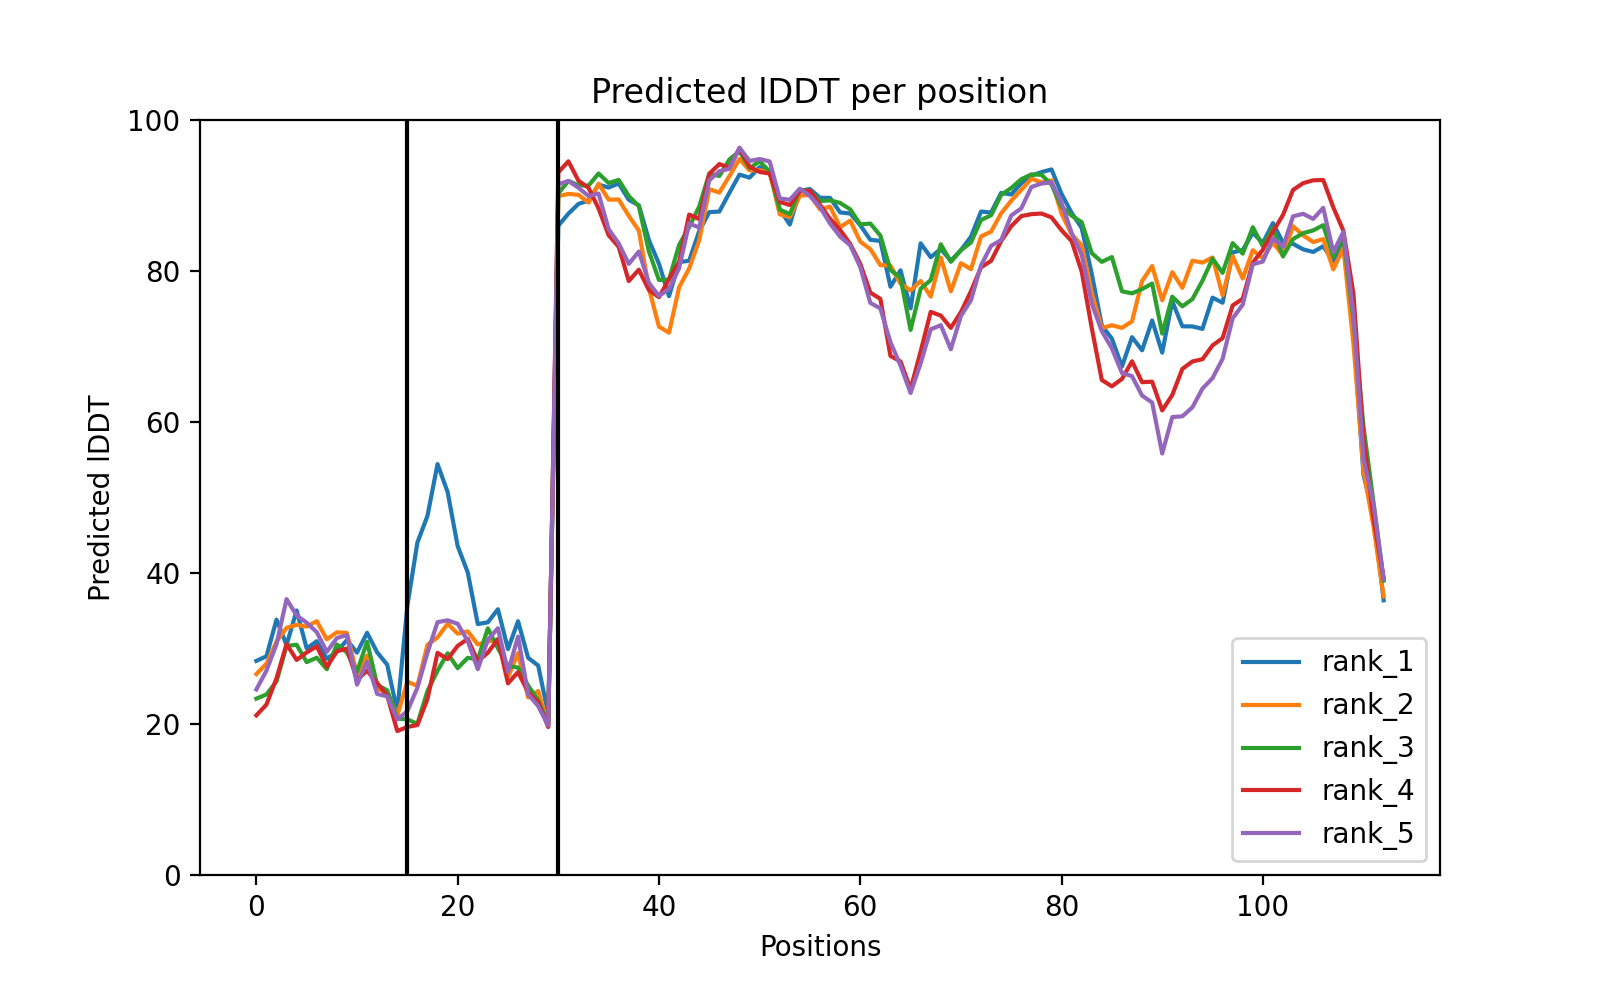 Predicted lDDT per position
100
80
60
40
20
0
Predicted lDDT
0 20 40 60 80 100
Positions
rank_1
rank_2
rank_3
rank_4
rank_5